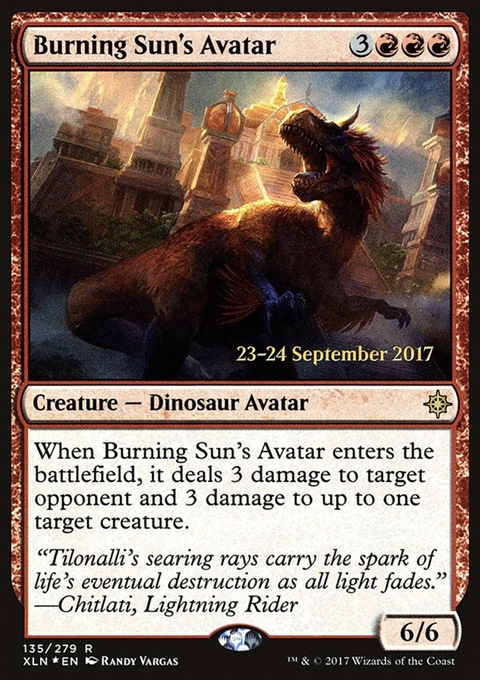 Burning Sun's Avatar 3
23–24 September 2017
Creature — Dinosaur Avatar
When Burning Sun's Avatar enters the
battlefield, it deals 3 damage to target
opponent and 3 damage to up to one
target creature.
“Tilonalli's searing rays carry the spark of
life's eventual destruction as all light fades.”
—Chitlati, Lightning Rider
6/6
135/279 R
XLN ★ EN Randy Vargas
™ & © 2017 Wizards of the Coast